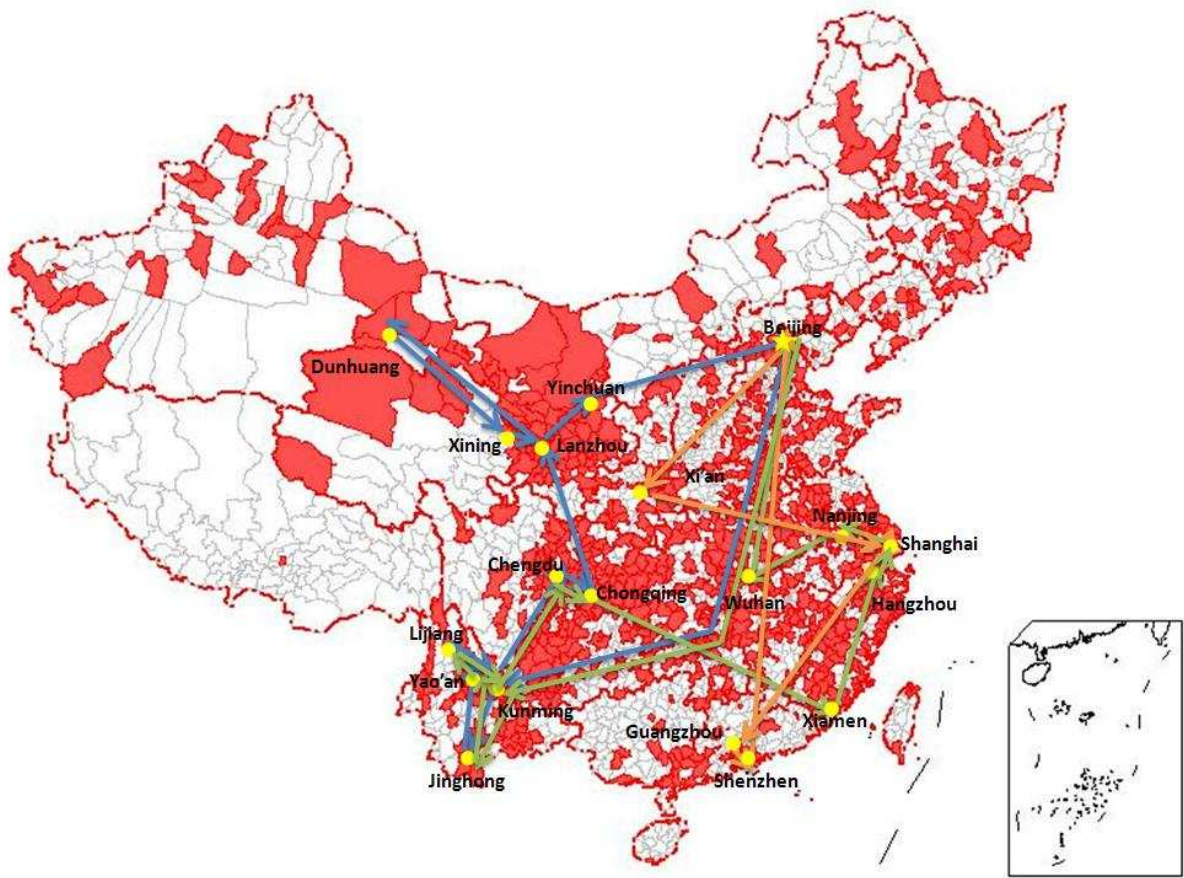 Beijing
Dunhuang
Yinchuan
Xining
Lanzhou
Xi'an
Nanjing
Shanghai
Chengdu
Chongqing
Wuhan
Hangzhou
Lijiang
Yao'an
Kunming
Xiamen
Guangzhou
Jinghong
Shenzhen